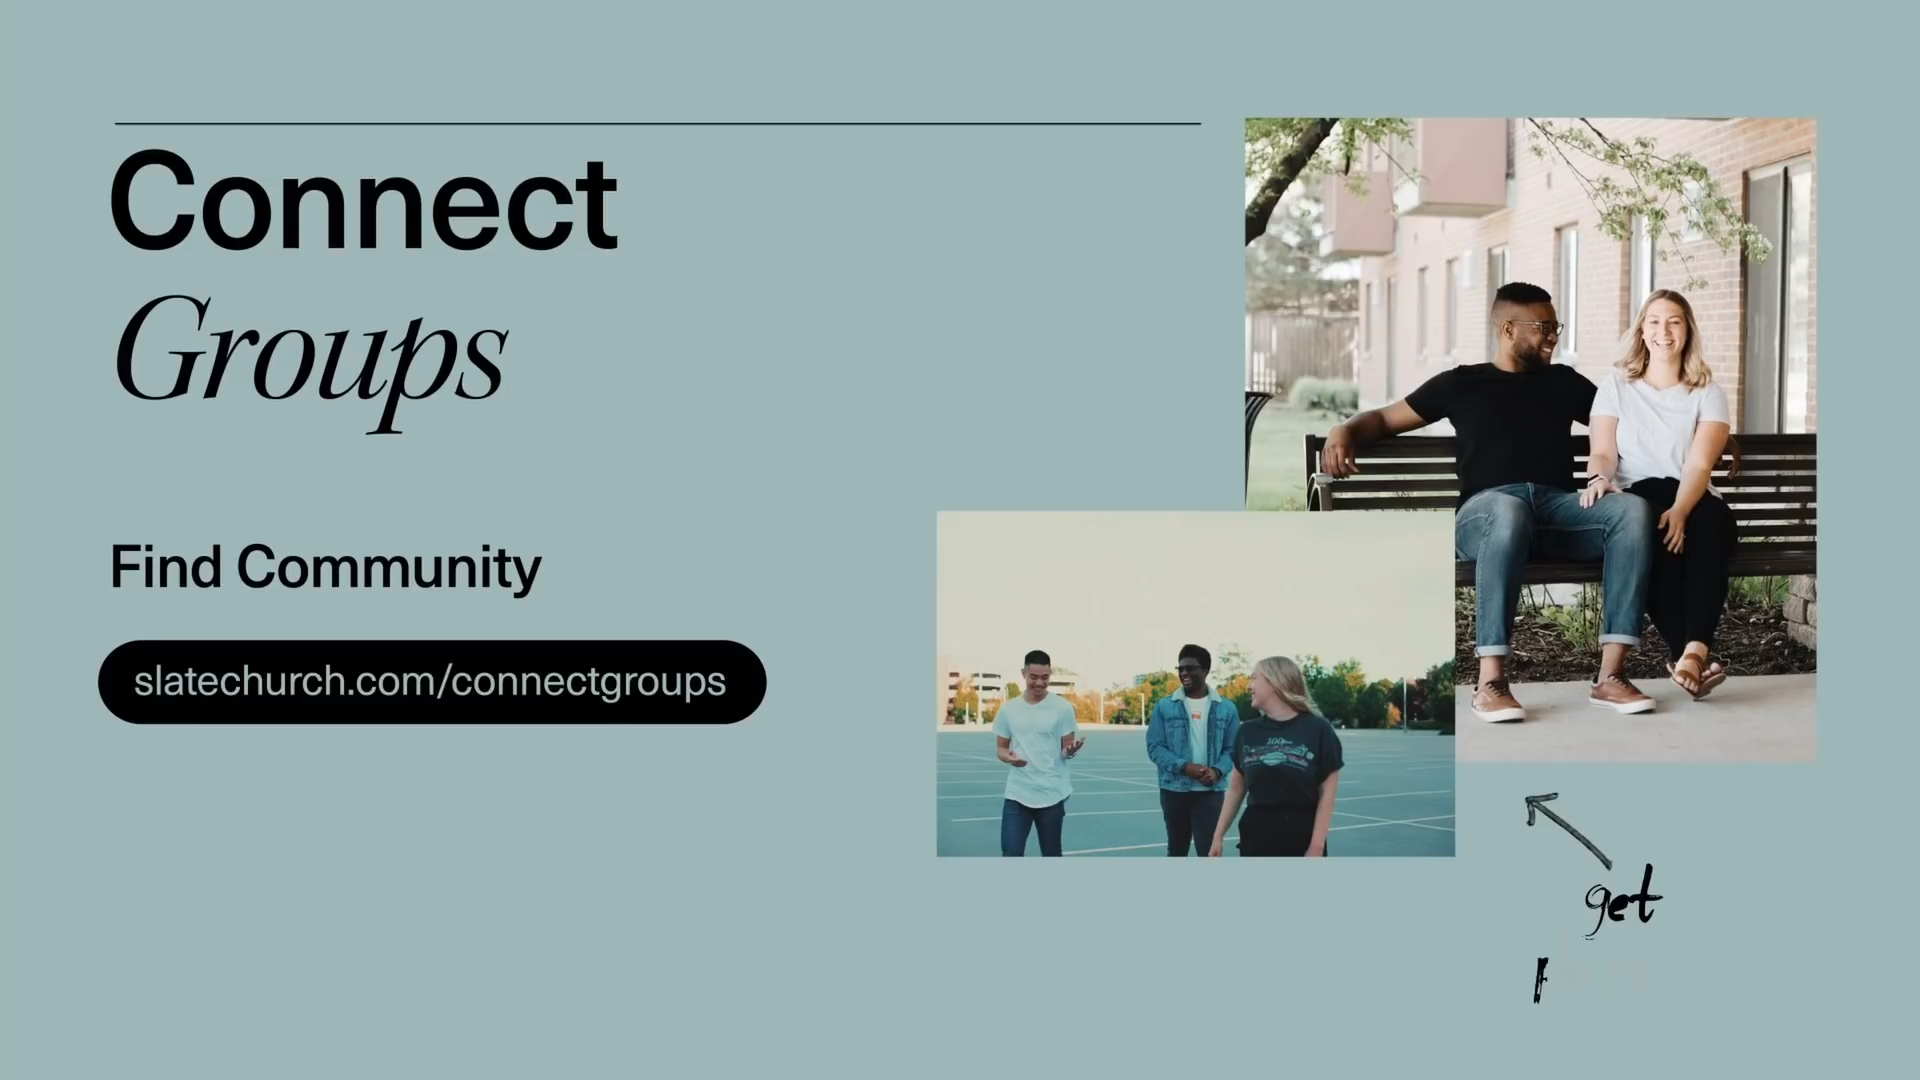 Connect
Groups
Find Community
slatechurch.com/connectgroups
get